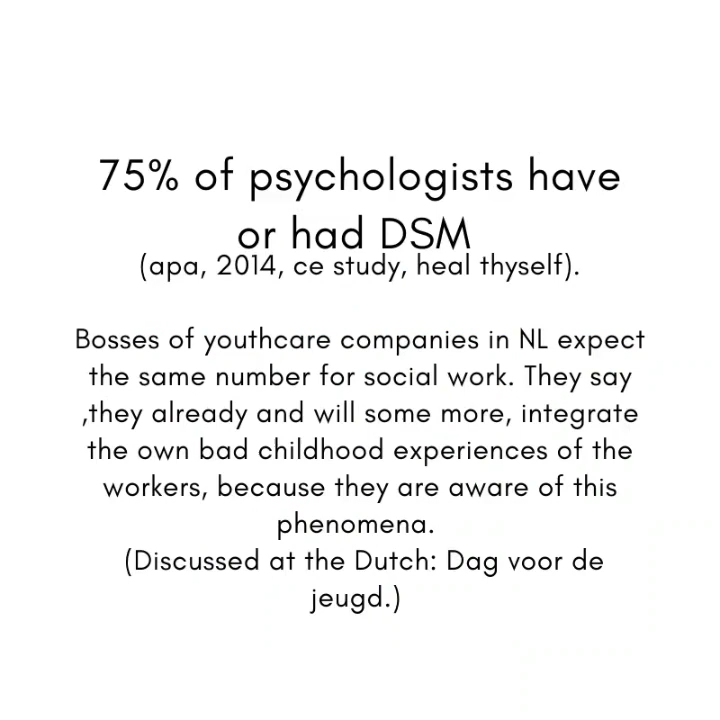 75% of psychologists have
or had DSM
(apa, 2014, ce study, heal thyself).
Bosses of youthcare companies in NL expect
the same number for social work. They say
,they already and will some more, integrate
the own bad childhood experiences of the
workers, because they are aware of this
phenomena.
(Discussed at the Dutch: Dag voor de
jeugd.)